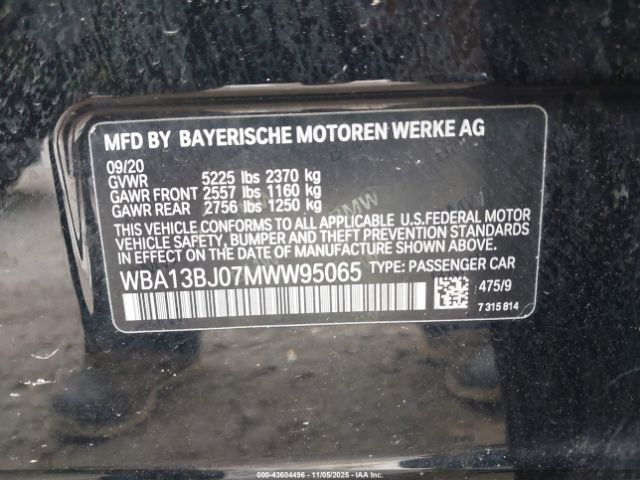 MFD BY BAYERISCHE MOTOREN WERKE AG
09/20
GVWR 5225 lbs 2370 kg
GAWR FRONT 2557 lbs 1160 kg
GAWR REAR 2756 lbs 1250 kg
THIS VEHICLE CONFORMS TO ALL APPLICABLE U.S.FEDERAL MOTOR
VEHICLE SAFETY, BUMPER AND THEFT PREVENTION STANDARDS
IN EFFECT ON THE DATE OF MANUFACTURE SHOWN ABOVE.
WBA13BJ07MWW95065 TYPE: PASSENGER CAR
475/9
7 315 814
© 43604496 - 11/05/2025 - IAA Inc.